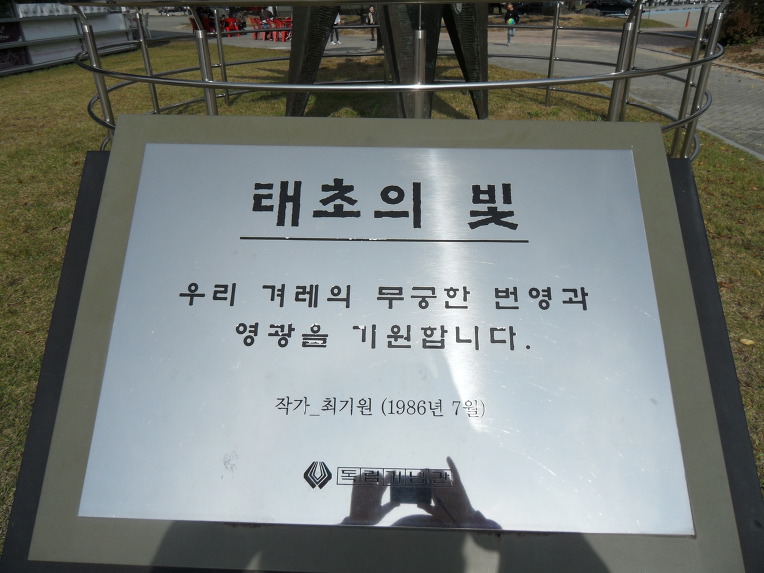 태초의 빛
우리 겨레의 무궁한 번영과
영광을 기원합니다.
작가_최기원 (1986년 7월)
독립기념관